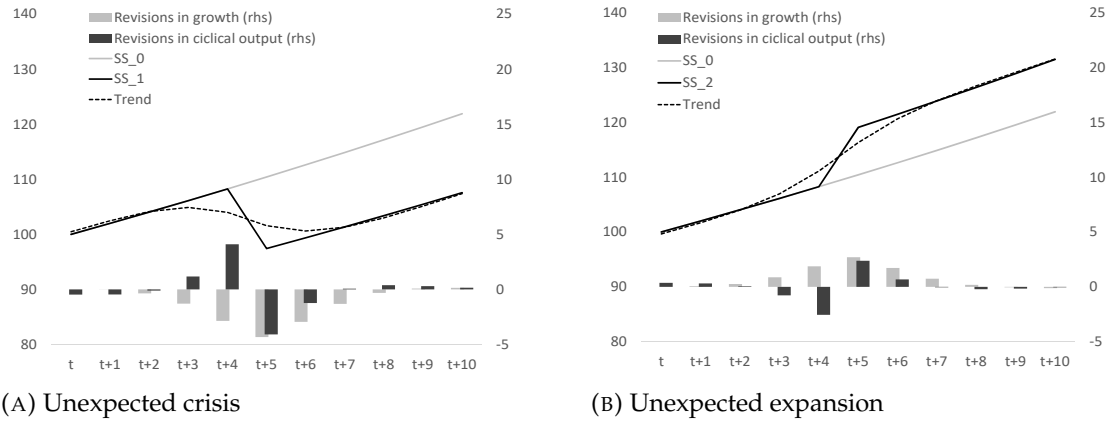 140
130
120
110
100
90
80
25
20
15
10
5
0
-5
Revisions in growth (rhs)
Revisions in ciclical output (rhs)
SS_0
SS_1
Trend
t t+1 t+2 t+3 t+4 t+5 t+6 t+7 t+8 t+9 t+10
(A) Unexpected crisis
140
130
120
110
100
90
80
25
20
15
10
5
0
-5
Revisions in growth (rhs)
Revisions in ciclical output (rhs)
SS_0
SS_2
Trend
t t+1 t+2 t+3 t+4 t+5 t+6 t+7 t+8 t+9 t+10
(B) Unexpected expansion